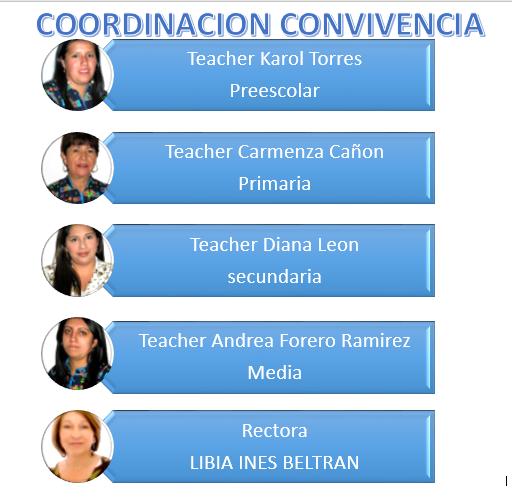 COORDINACION CONVIVENCIA
Teacher Karol Torres
Preescolar
Teacher Carmenza Cañon
Primaria
Teacher Diana Leon
secundaria
Teacher Andrea Forero Ramirez
Media
Rectora
LIBIA INES BELTRAN